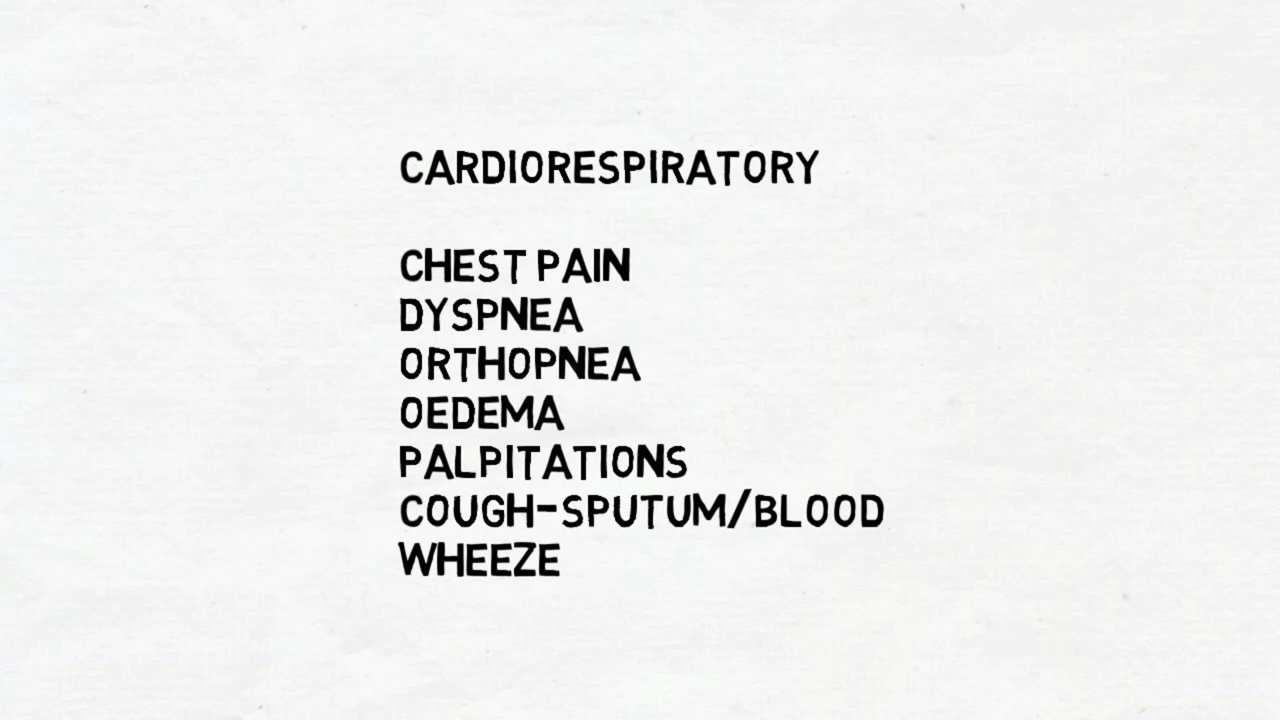 CARDIORESPIRATORY
CHEST PAIN
DYSPNEA
ORTHOPNEA
OEDEMA
PALPITATIONS
COUGH-SPUTUM/BLOOD
WHEEZE